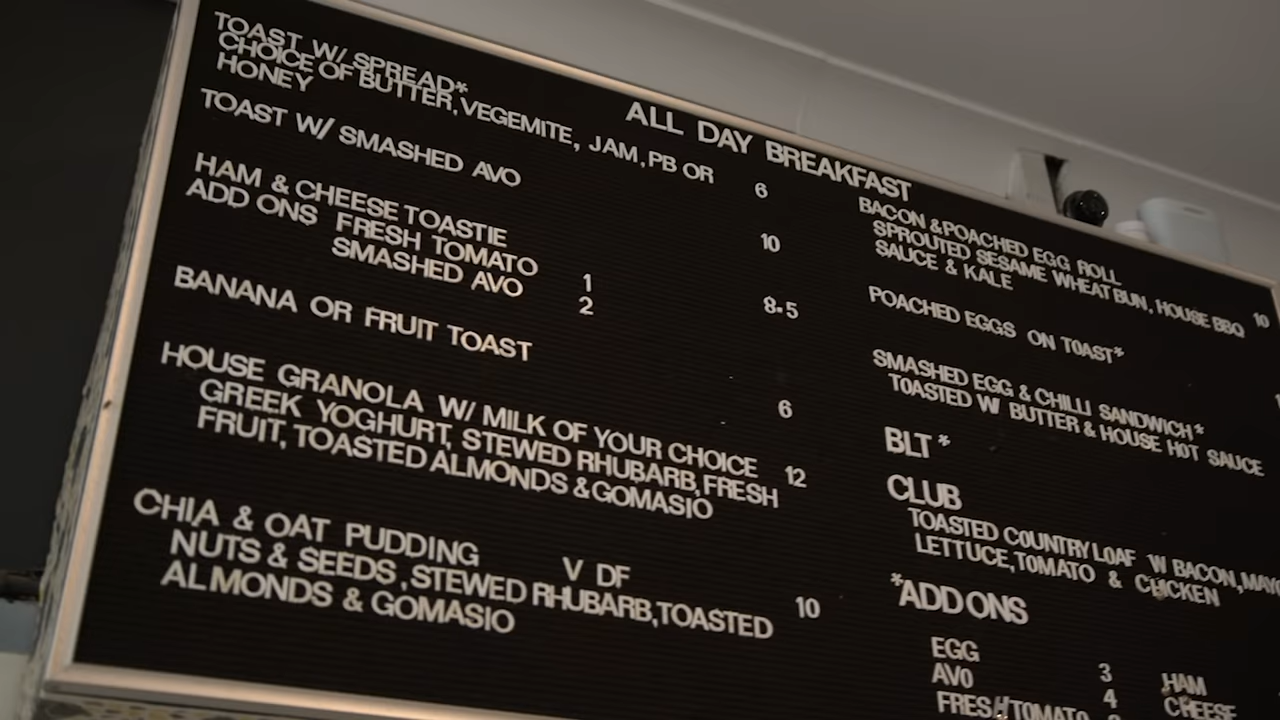 ALL DAY BREAKFAST
TOAST W/ SPREAD*
CHOICE OF BUTTER, VEGEMITE, JAM, PB OR
HONEY 6
TOAST W/ SMASHED AVO 10
HAM & CHEESE TOASTIE 8.5
ADD ONS FRESH TOMATO 1
SMASHED AVO 2
BANANA OR FRUIT TOAST 6
HOUSE GRANOLA W/ MILK OF YOUR CHOICE 12
GREEK YOGHURT, STEWED RHUBARB, FRESH
FRUIT, TOASTED ALMONDS & GOMASIO
CHIA & OAT PUDDING V DF 10
NUTS & SEEDS, STEWED RHUBARB, TOASTED
ALMONDS & GOMASIO
BACON & POACHED EGG ROLL 10
SPROUTED SESAME WHEAT BUN, HOUSE BBQ
SAUCE & KALE
POACHED EGGS ON TOAST*
SMASHED EGG & CHILLI SANDWICH*
TOASTED W/ BUTTER & HOUSE HOT SAUCE
BLT*
CLUB
TOASTED COUNTRY LOAF W BACON, MAYO
LETTUCE, TOMATO & CHICKEN
*ADD ONS
EGG 3 HAM
AVO 4 CHEESE
FRESH TOMATO